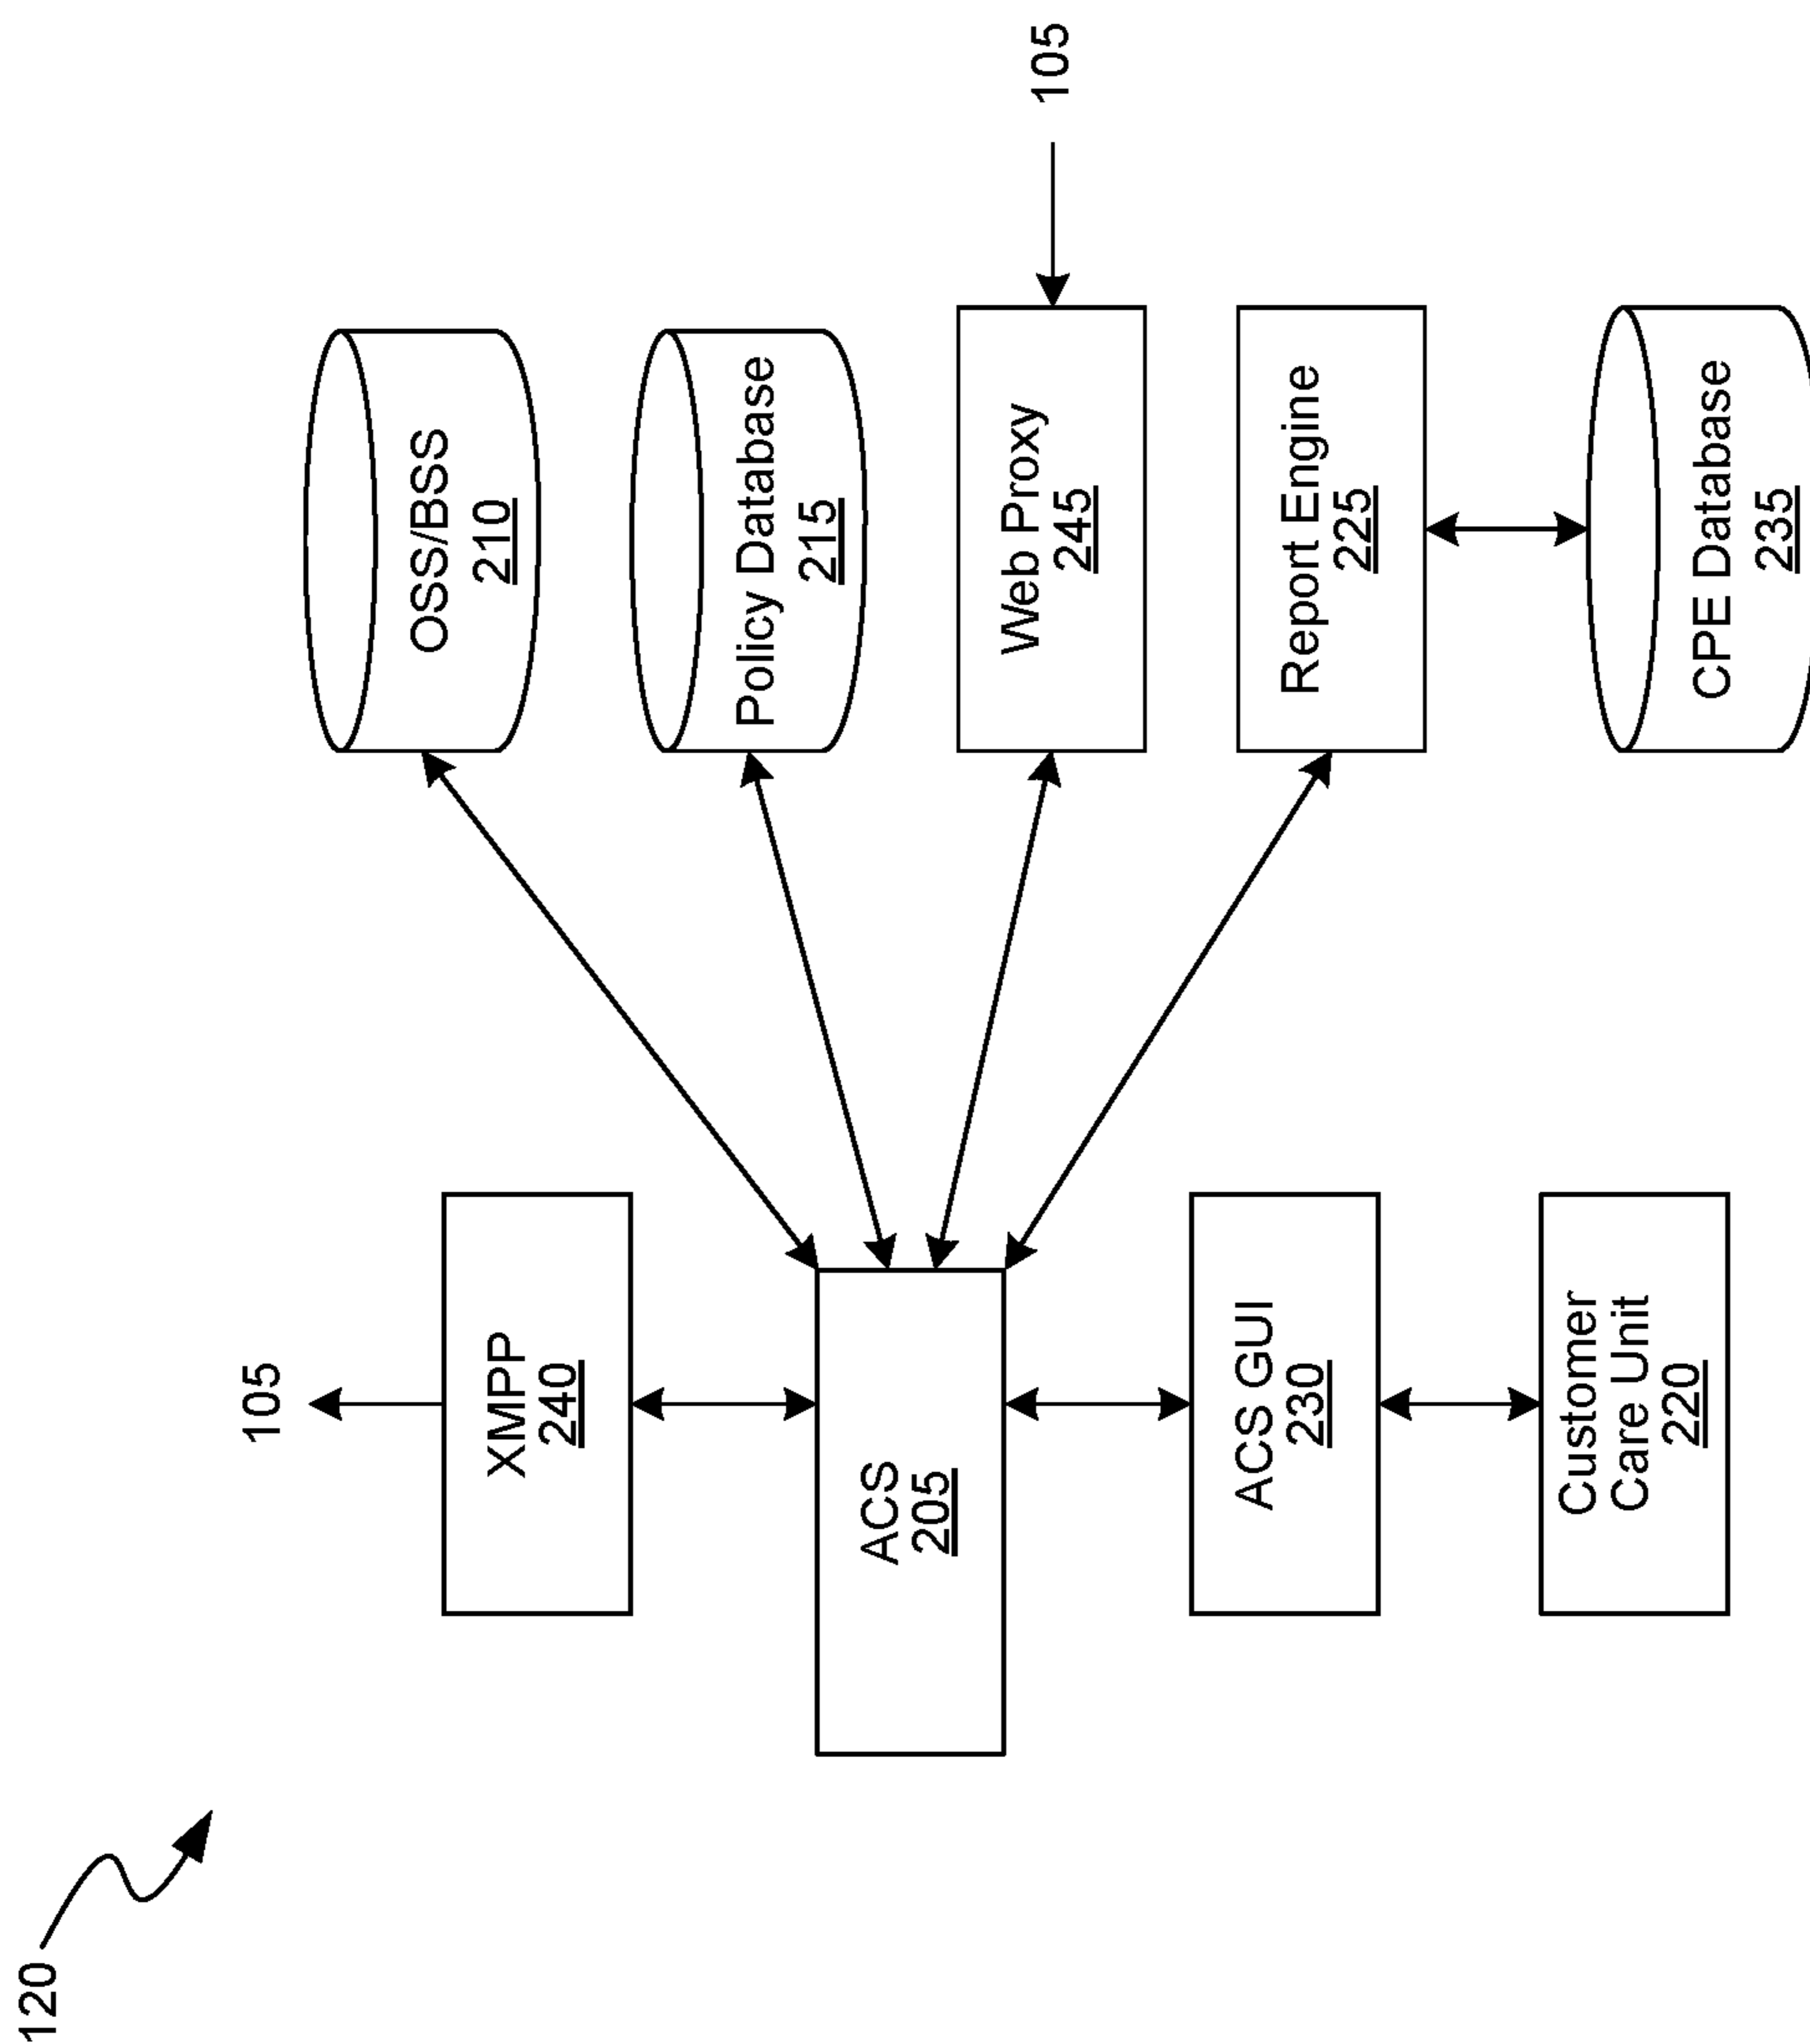 120
105
XMPP
240
ACS
205
ACS GUI
230
Customer
Care Unit
220
OSS/BSS
210
Policy Database
215
Web Proxy
245
105
Report Engine
225
CPE Database
235